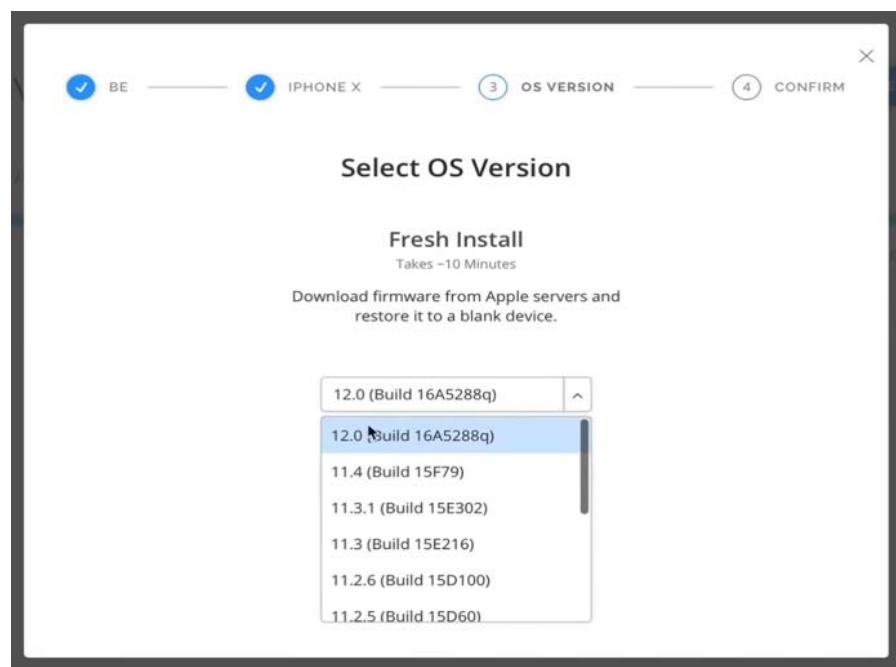 BE
IPHONE X
3 OS VERSION
4 CONFIRM
Select OS Version
Fresh Install
Takes ~10 Minutes
Download firmware from Apple servers and
restore it to a blank device.
12.0 (Build 16A5288q)
12.0 (Build 16A5288q)
11.4 (Build 15F79)
11.3.1 (Build 15E302)
11.3 (Build 15E216)
11.2.6 (Build 15D100)
11.2.5 (Build 15D60)